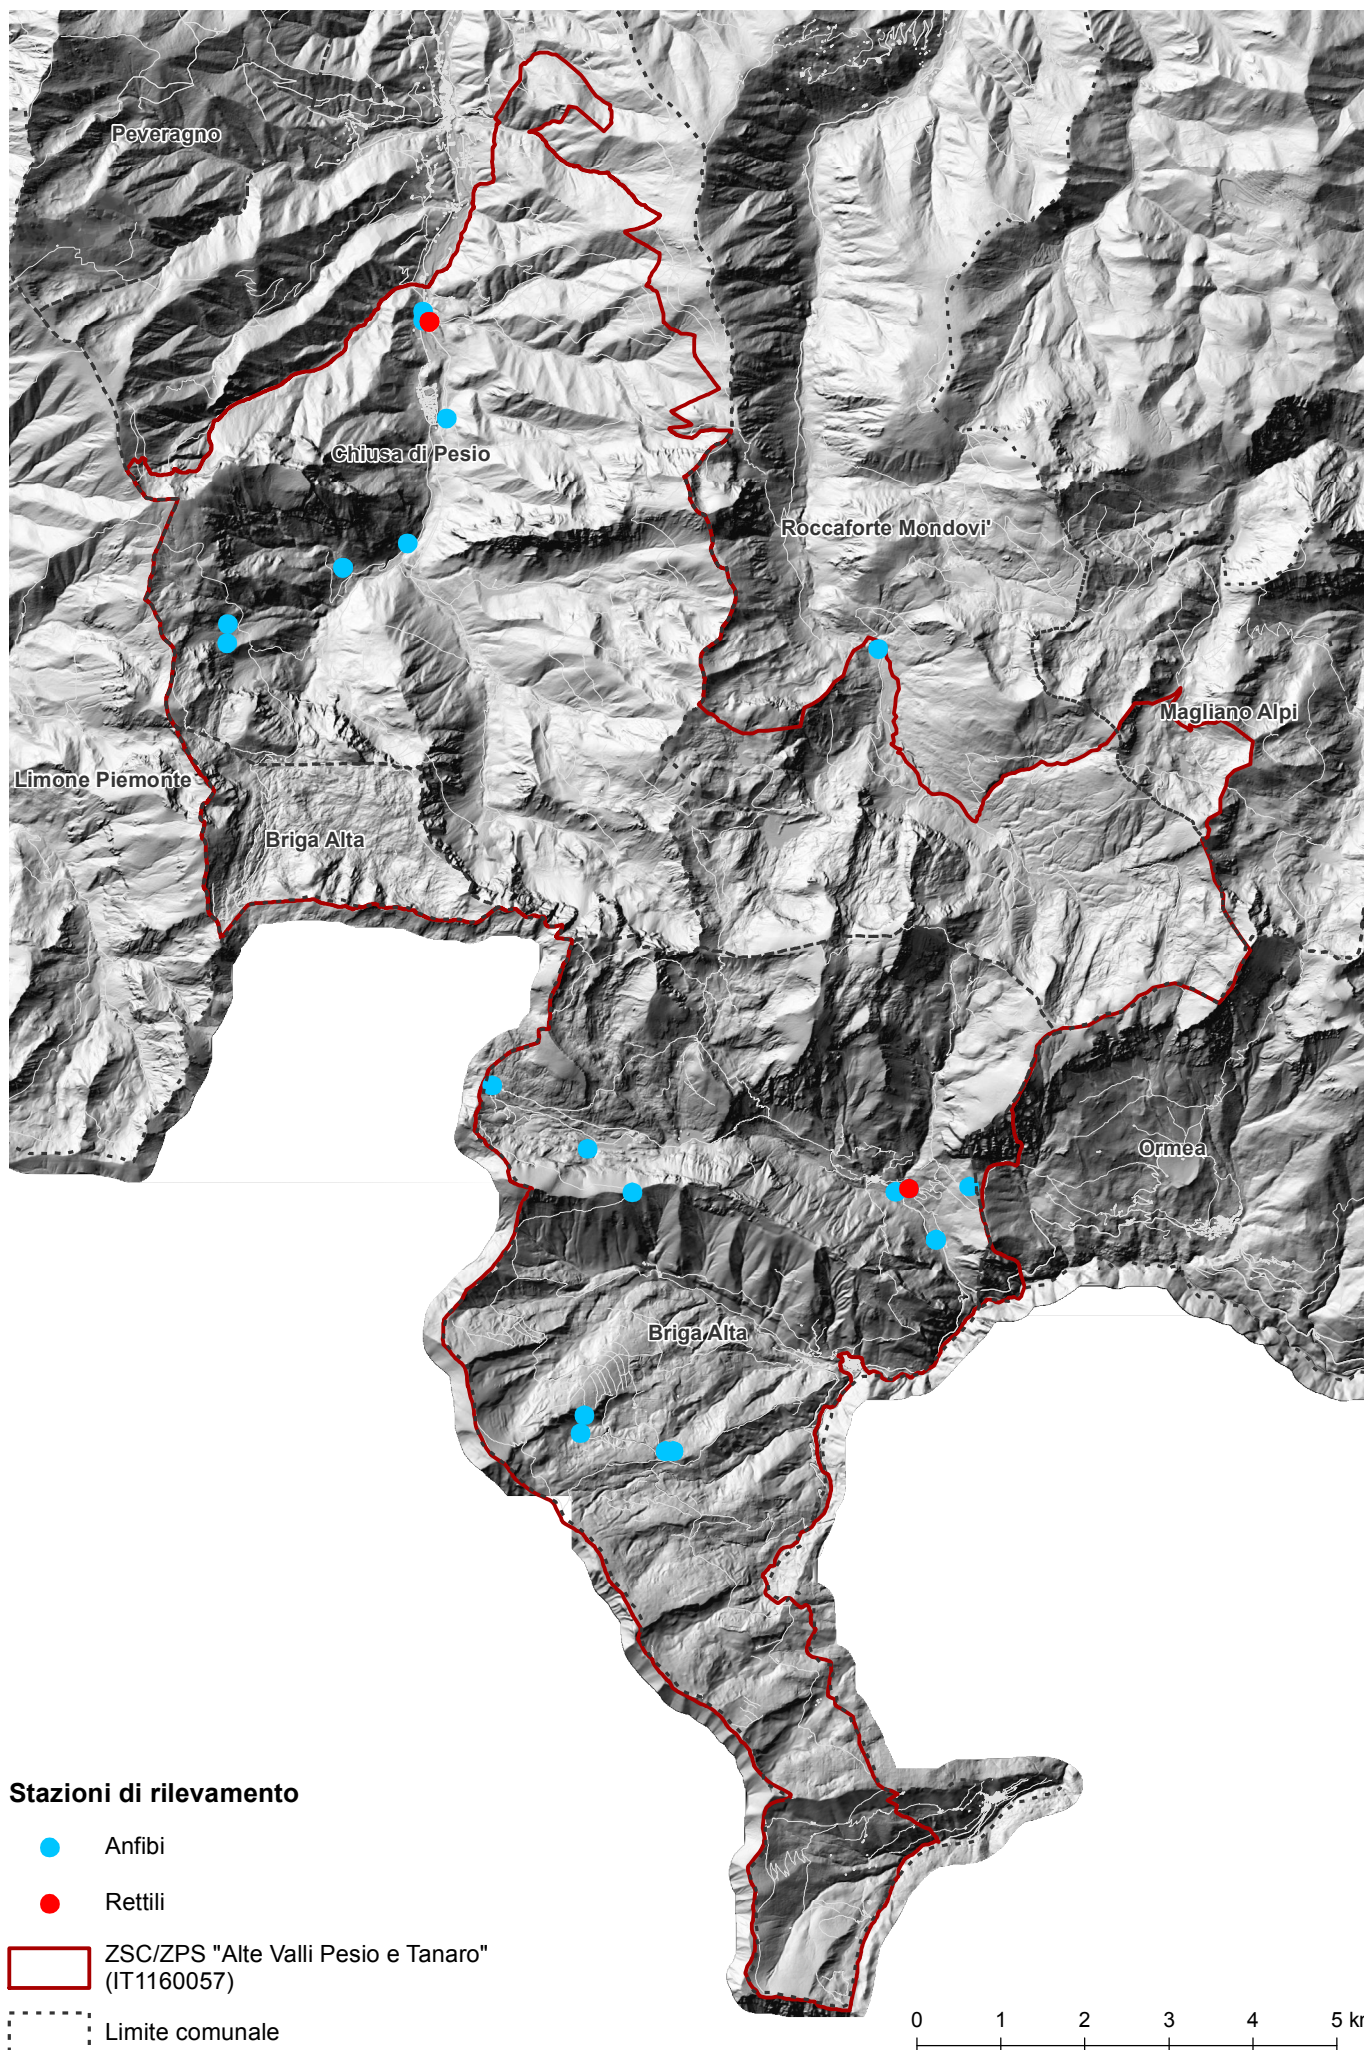 Peveragno
Chiusa di Pesio
Roccaforte Mondovi'
Magliano Alpi
Limone Piemonte
Briga Alta
Ormea
Briga Alta
Stazioni di rilevamento
Anfibi
Rettili
ZSC/ZPS "Alte Valli Pesio e Tanaro"
(IT1160057)
Limite comunale
0 1 2 3 4 5 km